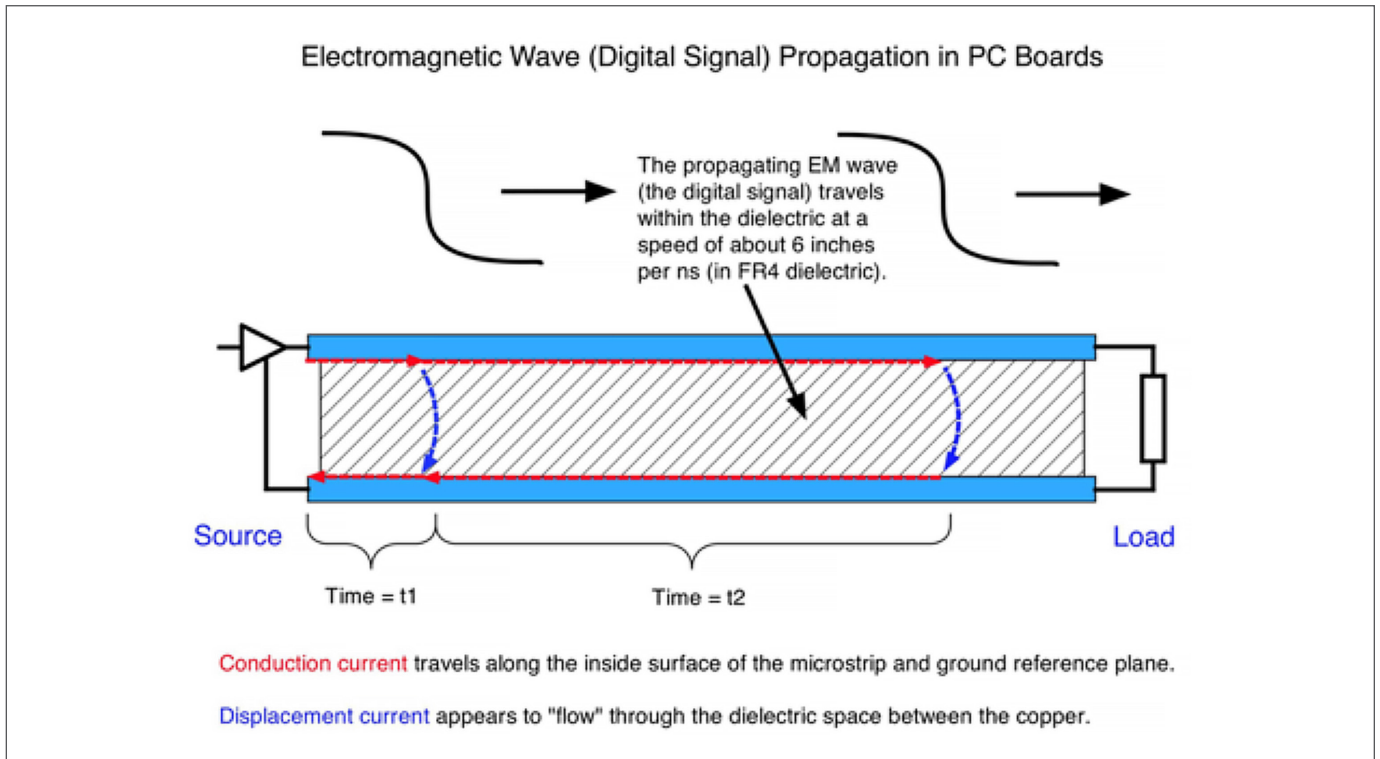 Electromagnetic Wave (Digital Signal) Propagation in PC Boards
The propagating EM wave
(the digital signal) travels
within the dielectric at a
speed of about 6 inches
per ns (in FR4 dielectric).
Source
Load
Time = t1
Time = t2
Conduction current travels along the inside surface of the microstrip and ground reference plane.
Displacement current appears to "flow" through the dielectric space between the copper.